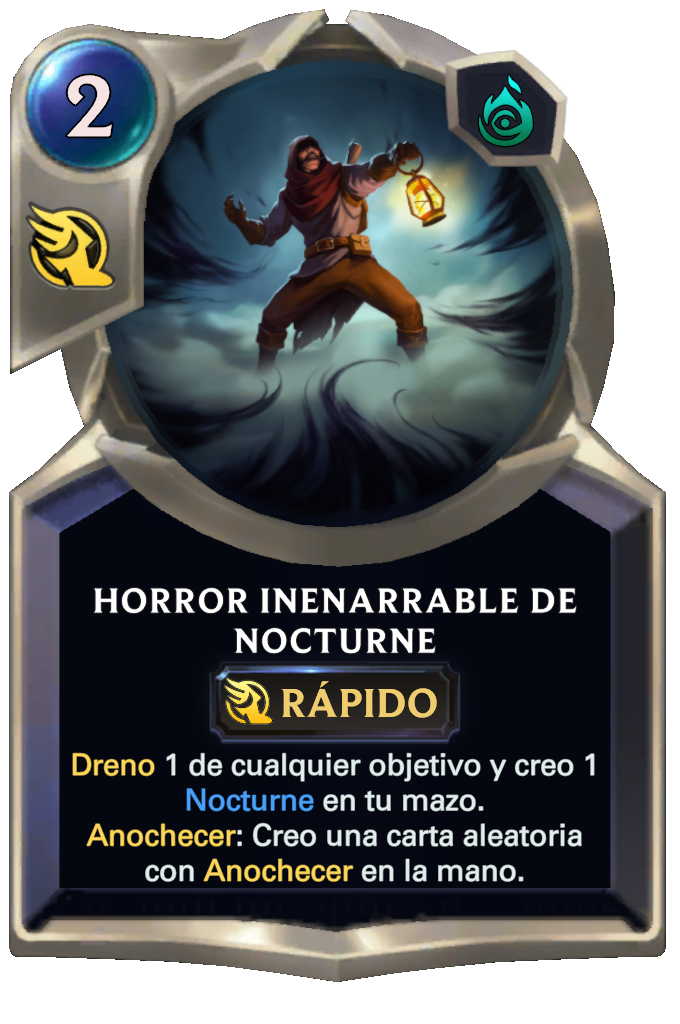 2
HORROR INENARRABLE DE
NOCTURNE
RÁPIDO
Dreno 1 de cualquier objetivo y creo 1
Nocturne en tu mazo.
Anochecer: Creo una carta aleatoria
con Anochecer en la mano.